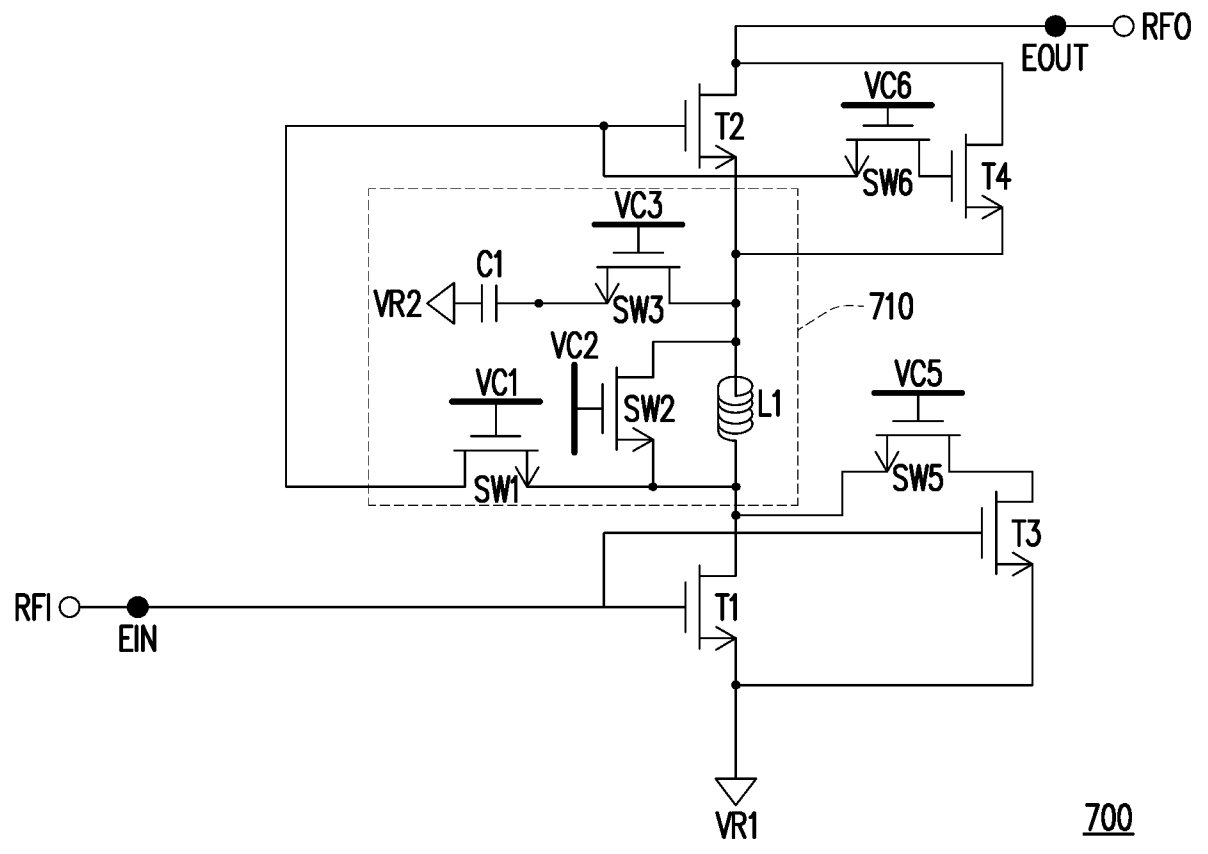 RFO
EOUT
VC6
T2
SW6
T4
VC3
C1
VR2
SW3
710
VC2
VC1
SW2
L1
VC5
SW1
SW5
T3
RFI
EIN
T1
VR1
700